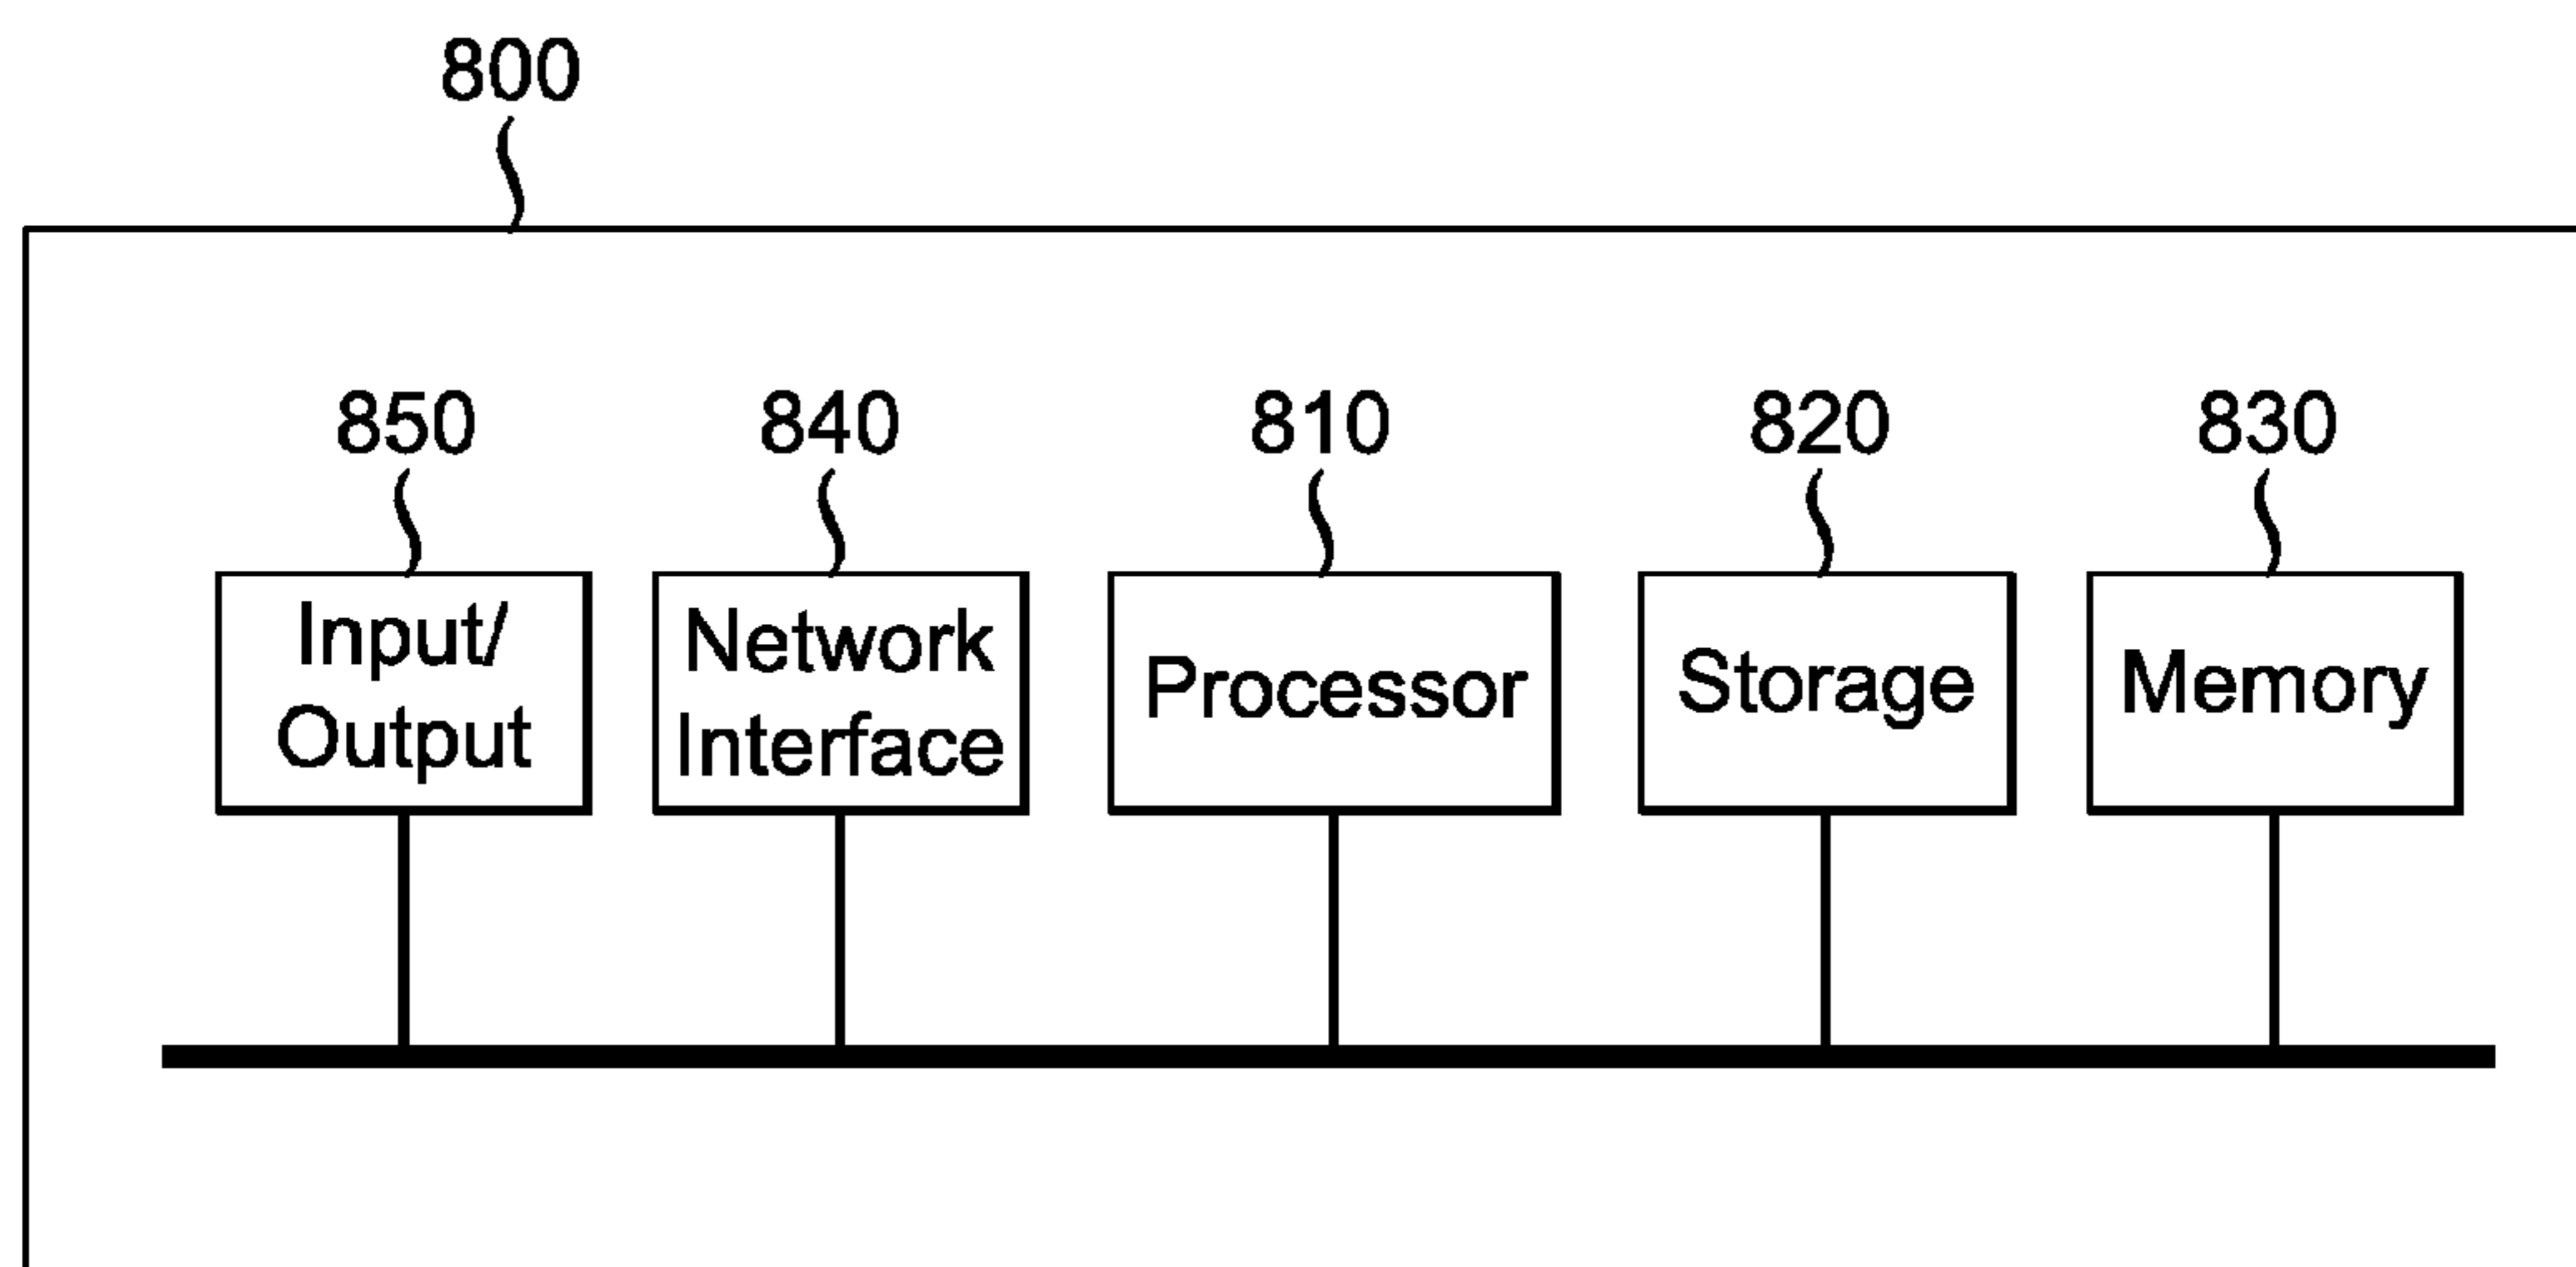 800
850 840 810 820 830
Input/
Output
Network
Interface
Processor
Storage
Memory